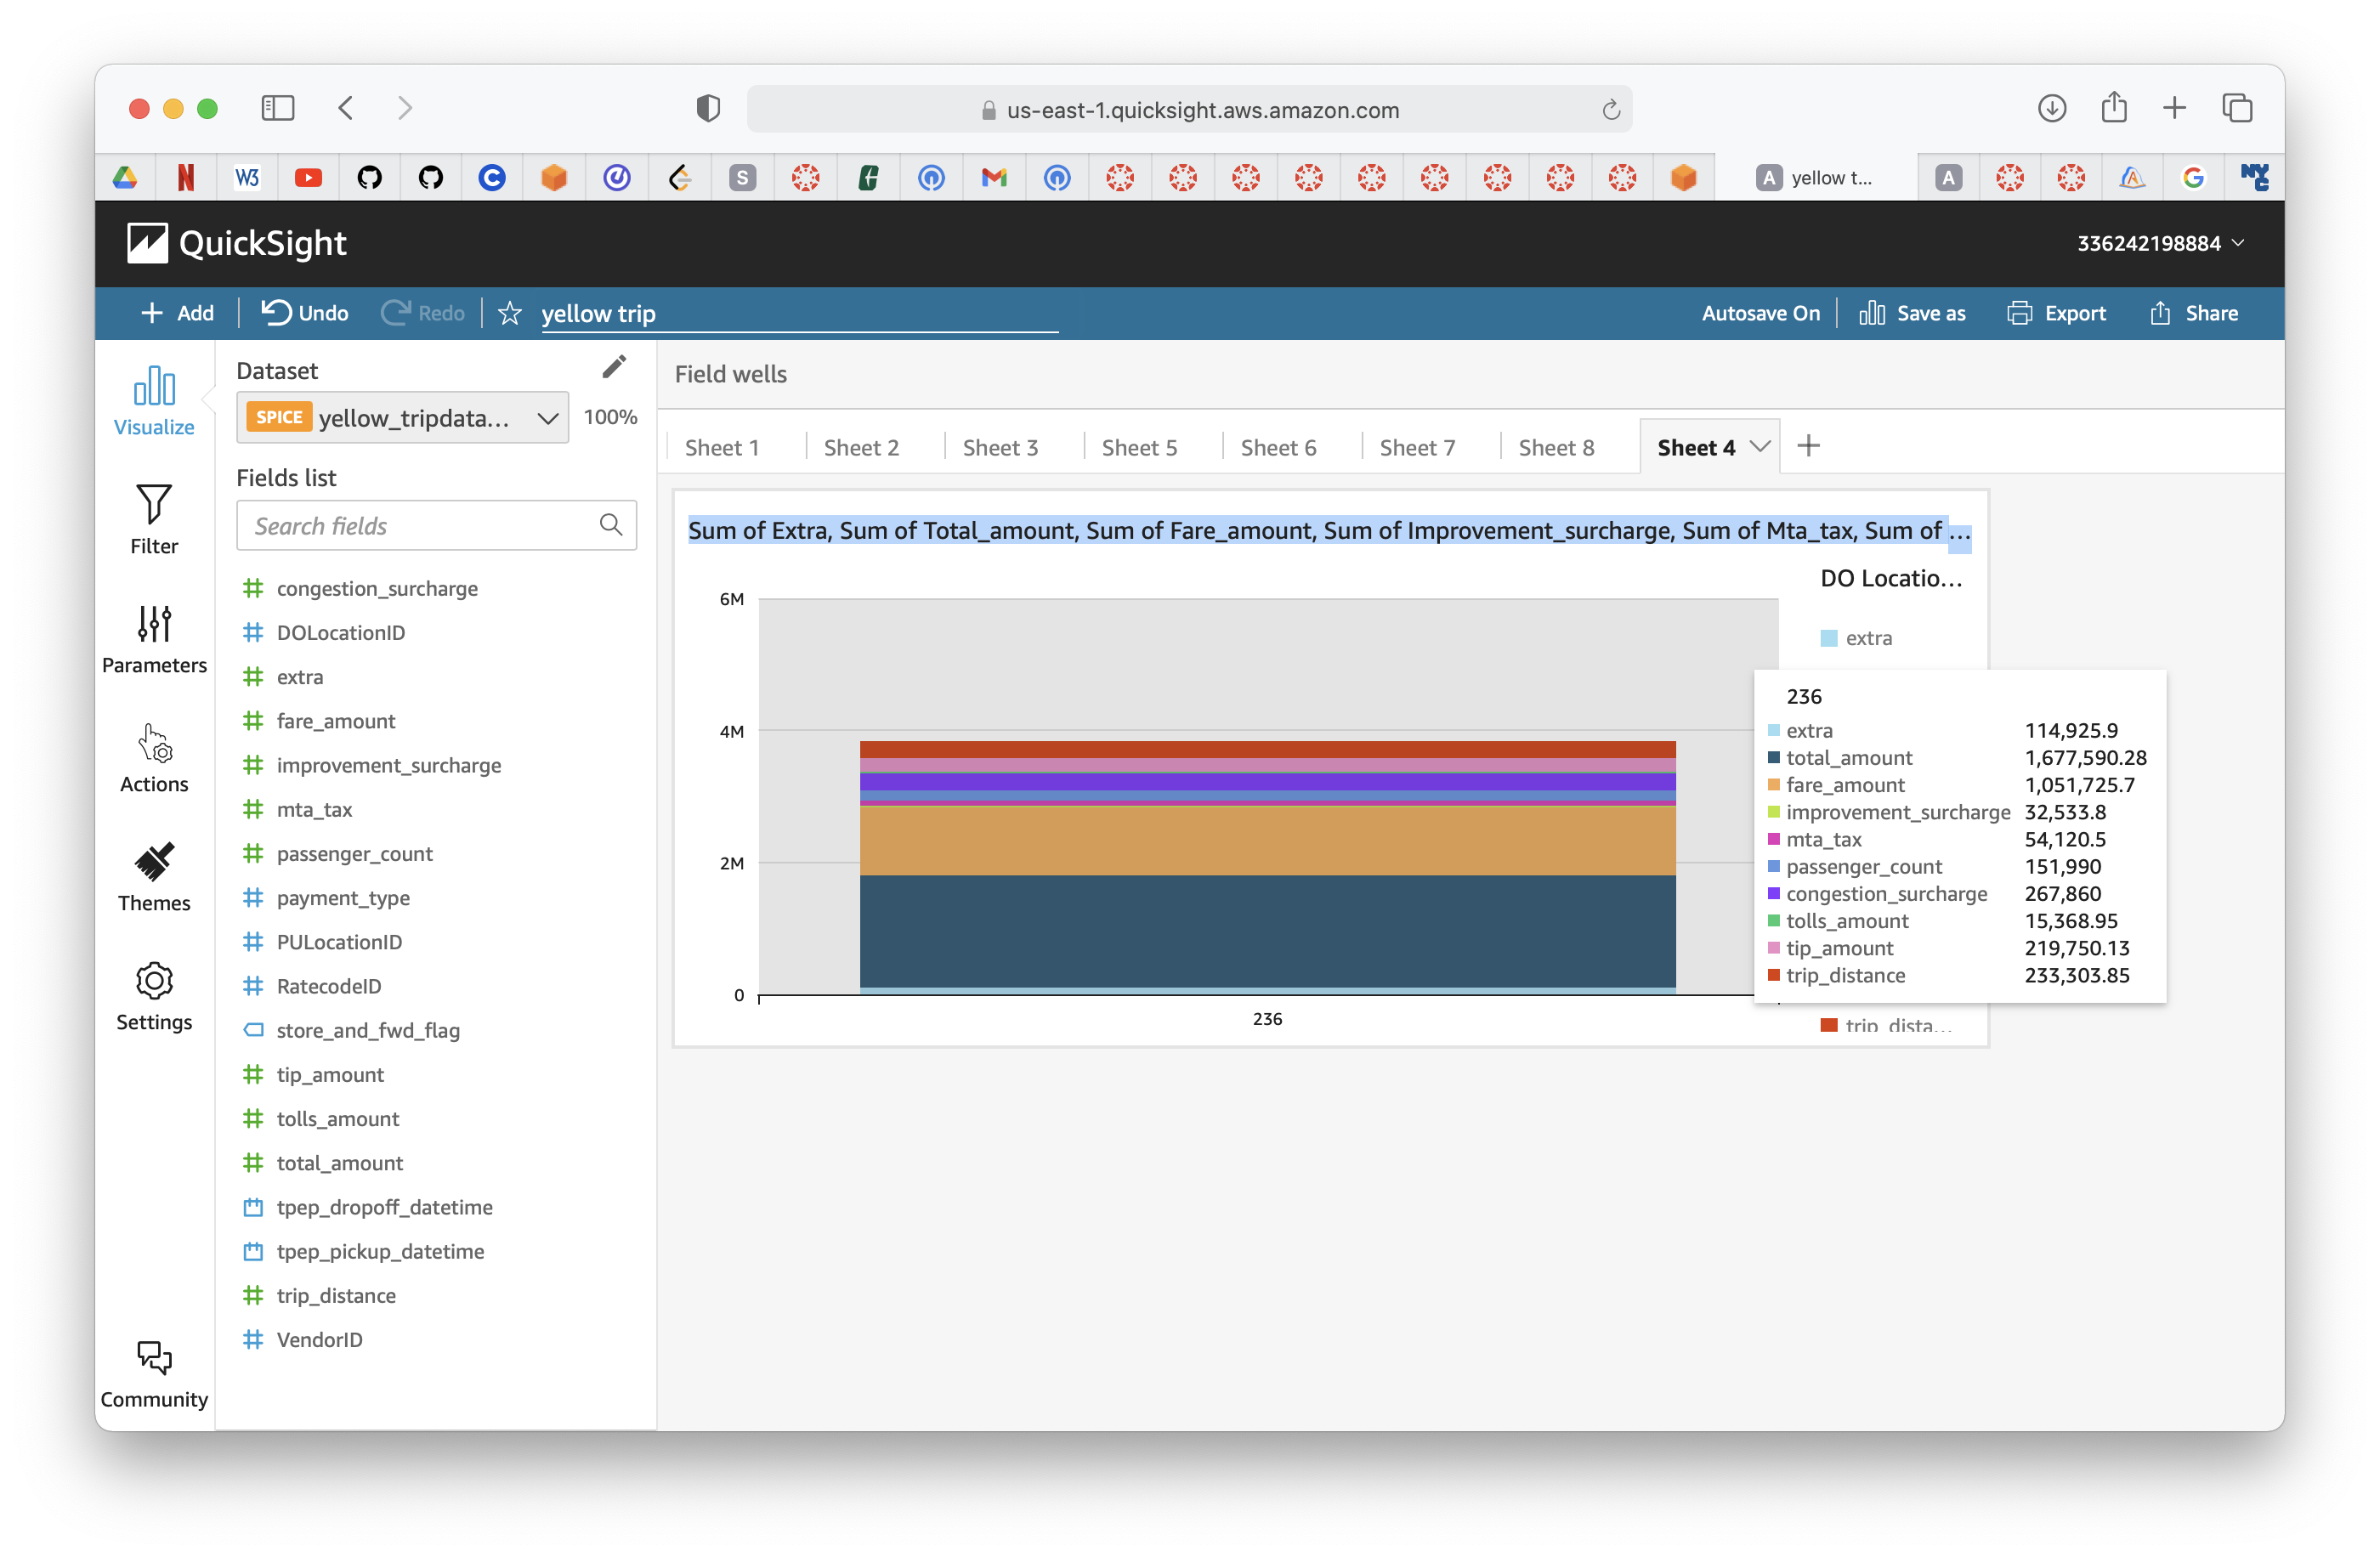 us-east-1.quicksight.aws.amazon.com
N
W3
C
S
A
yellow t...
A
G
NYC
QuickSight
336242198884
Add
Undo
Redo
yellow trip
Autosave On
Save as
Export
Share
Visualize
Filter
Parameters
Actions
Themes
Settings
Community
Dataset
SPICE yellow_tripdata... 100%
Fields list
Search fields
congestion_surcharge
DOLocationID
extra
fare_amount
improvement_surcharge
mta_tax
passenger_count
payment_type
PULocationID
RatecodeID
store_and_fwd_flag
tip_amount
tolls_amount
total_amount
tpep_dropoff_datetime
tpep_pickup_datetime
trip_distance
VendorID
Field wells
Sheet 1
Sheet 2
Sheet 3
Sheet 5
Sheet 6
Sheet 7
Sheet 8
Sheet 4
Sum of Extra, Sum of Total_amount, Sum of Fare_amount, Sum of Improvement_surcharge, Sum of Mta_tax, Sum of ...
6M
4M
2M
0
236
DO Locatio...
extra
236
extra 114,925.9
total_amount 1,677,590.28
fare_amount 1,051,725.7
improvement_surcharge 32,533.8
mta_tax 54,120.5
passenger_count 151,990
congestion_surcharge 267,860
tolls_amount 15,368.95
tip_amount 219,750.13
trip_distance 233,303.85
trip_dista...